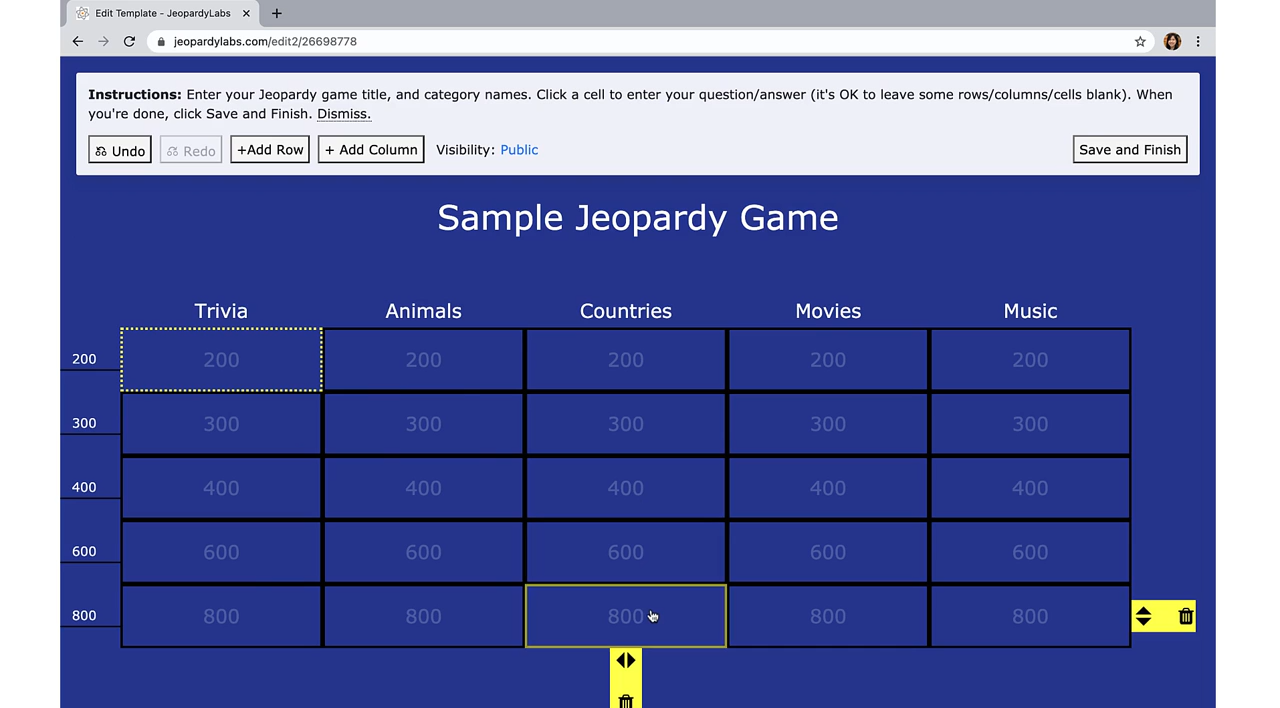 Edit Template - JeopardyLabs
jeopardylabs.com/edit2/26698778
Instructions: Enter your Jeopardy game title, and category names. Click a cell to enter your question/answer (it's OK to leave some rows/columns/cells blank). When
you're done, click Save and Finish. Dismiss.
Undo Redo +Add Row + Add Column Visibility: Public Save and Finish
Sample Jeopardy Game
Trivia Animals Countries Movies Music
200 200 200 200 200 200
300 300 300 300 300 300
400 400 400 400 400 400
600 600 600 600 600 600
800 800 800 800 800 800